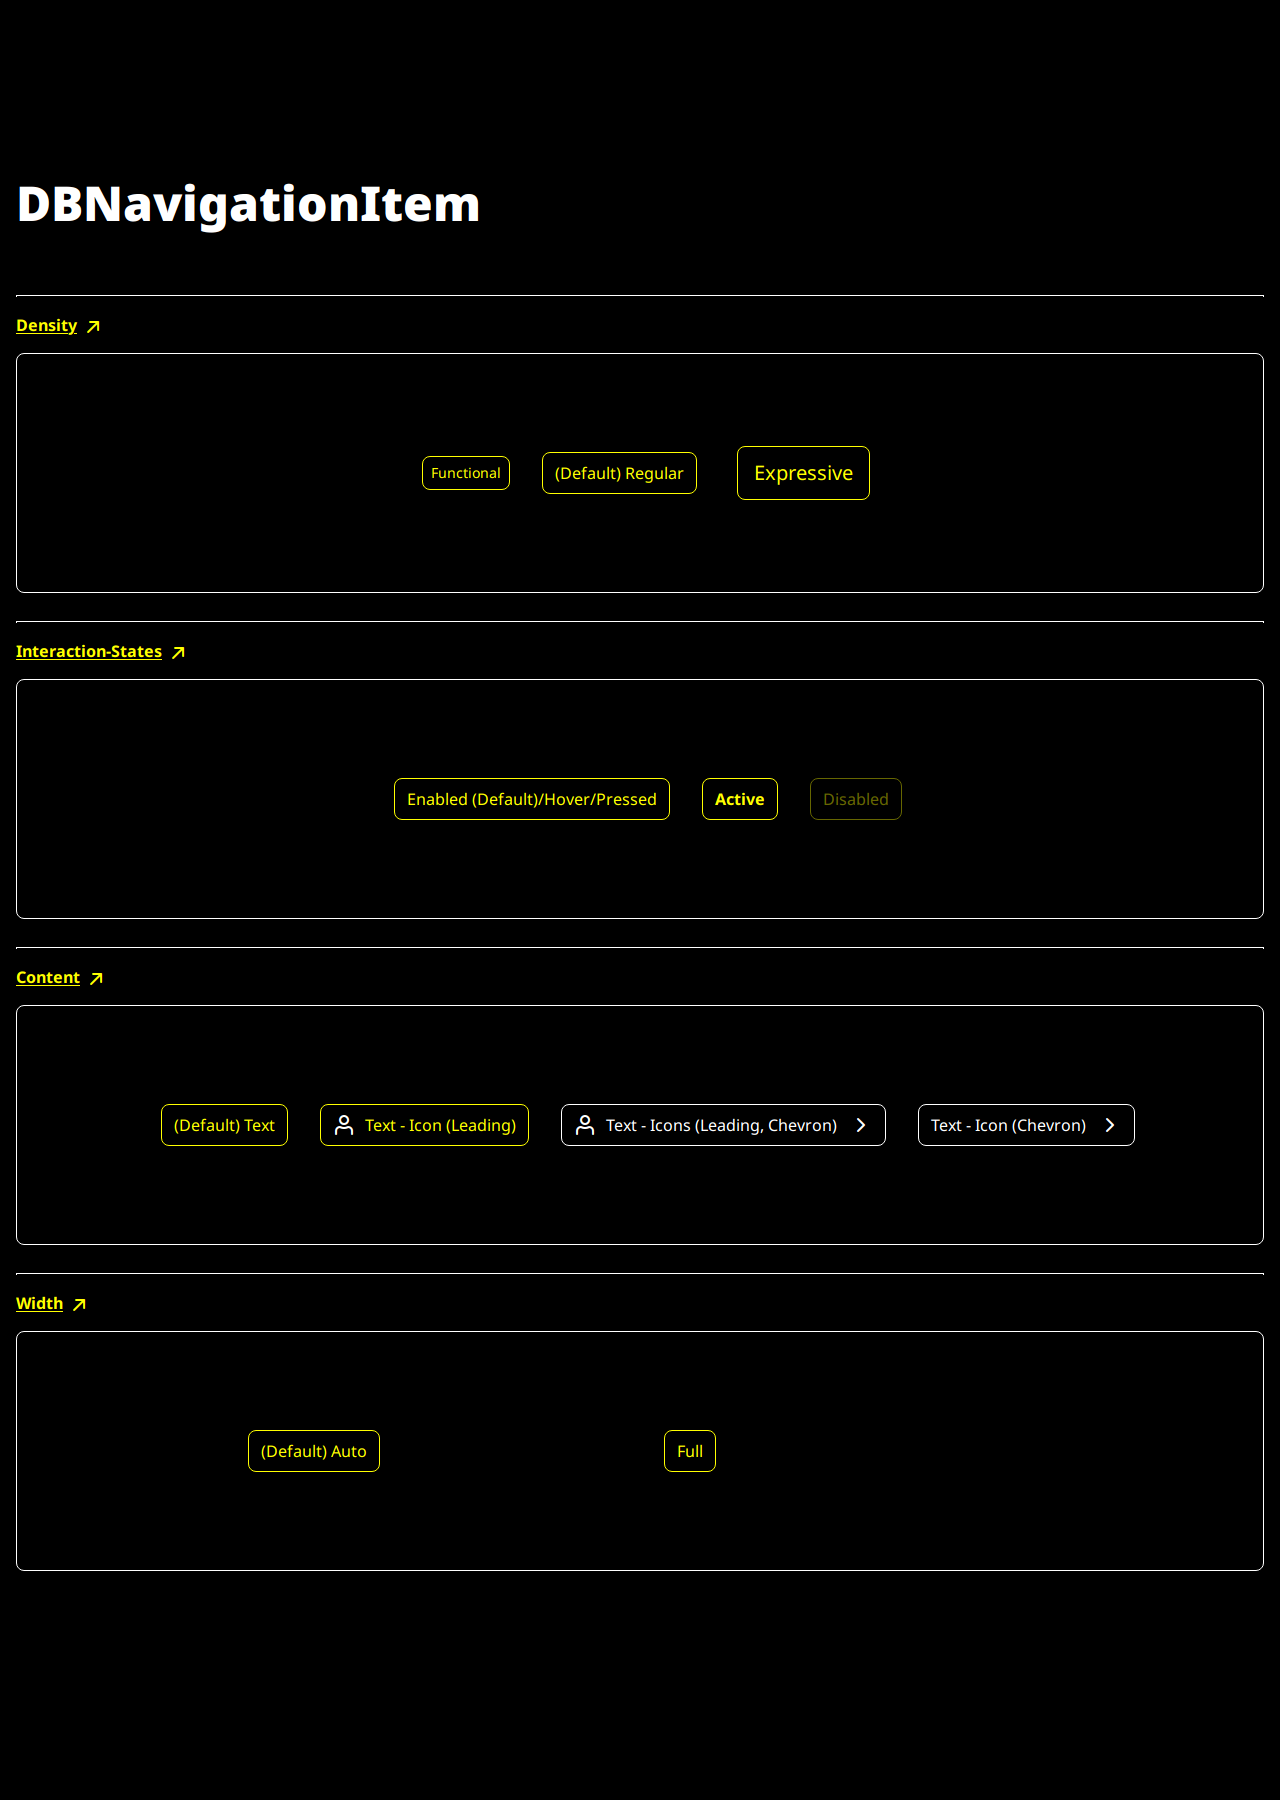 DBNavigationItem
Density
Functional
(Default) Regular
Expressive
Interaction-States
Enabled (Default)/Hover/Pressed
Active
Disabled
Content
(Default) Text
Text - Icon (Leading)
Text - Icons (Leading, Chevron)
Text - Icon (Chevron)
Width
(Default) Auto
Full